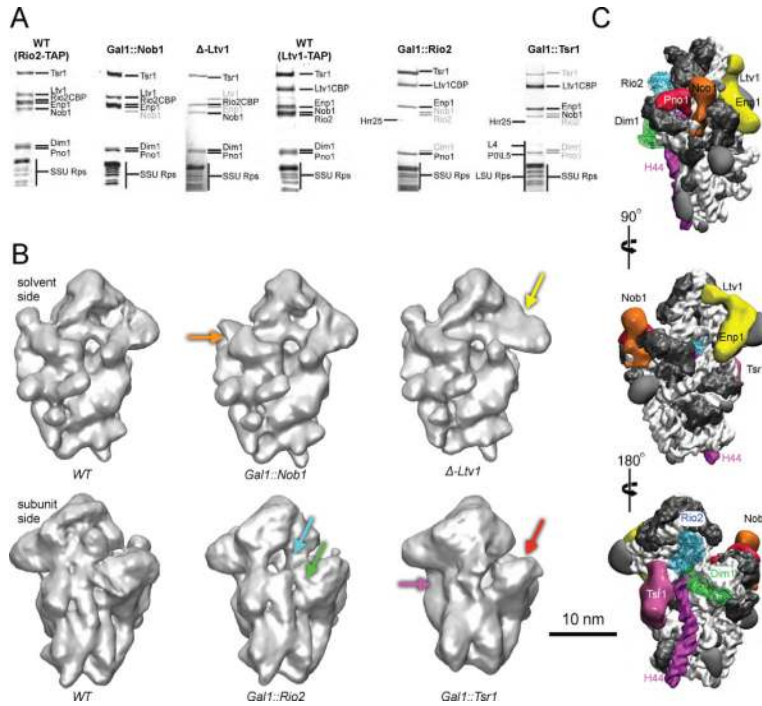 A
WT
(Rio2-TAP)
Tsr1
Ltv1
Rio2CBP
Enp1
Nob1
Dim1
Pno1
SSU Rps
Gal1::Nob1
Tsr1
Ltv1
Rio2CBP
Enp1
Nob1
Dim1
Pno1
SSU Rps
Δ-Ltv1
Tsr1
Ltv1
Rio2CBP
Enp1
Nob1
Dim1
Pno1
SSU Rps
WT
(Ltv1-TAP)
Tsr1
Ltv1CBP
Enp1
Nob1
Rio2
Dim1
Pno1
SSU Rps
Gal1::Rio2
Tsr1
Ltv1CBP
Enp1
Nob1
Rio2
Hrr25
Dim1
Pno1
SSU Rps
Gal1::Tsr1
Tsr1
Ltv1CBP
Enp1
Nob1
Rio2
Hrr25
L4
P0\L5
LSU Rps
Dim1
Pno1
SSU Rps
B
solvent
side
WT
Gal1::Nob1
Δ-Ltv1
subunit
side
WT
Gal1::Rio2
Gal1::Tsr1
10 nm
C
Rio2
Nob1
Ltv1
Pno1
Enp1
Dim1
H44
90°
Ltv1
Nob1
Enp1
Tsr
H44
180°
Rio2
Nob
Dim1
Tsr1
H44